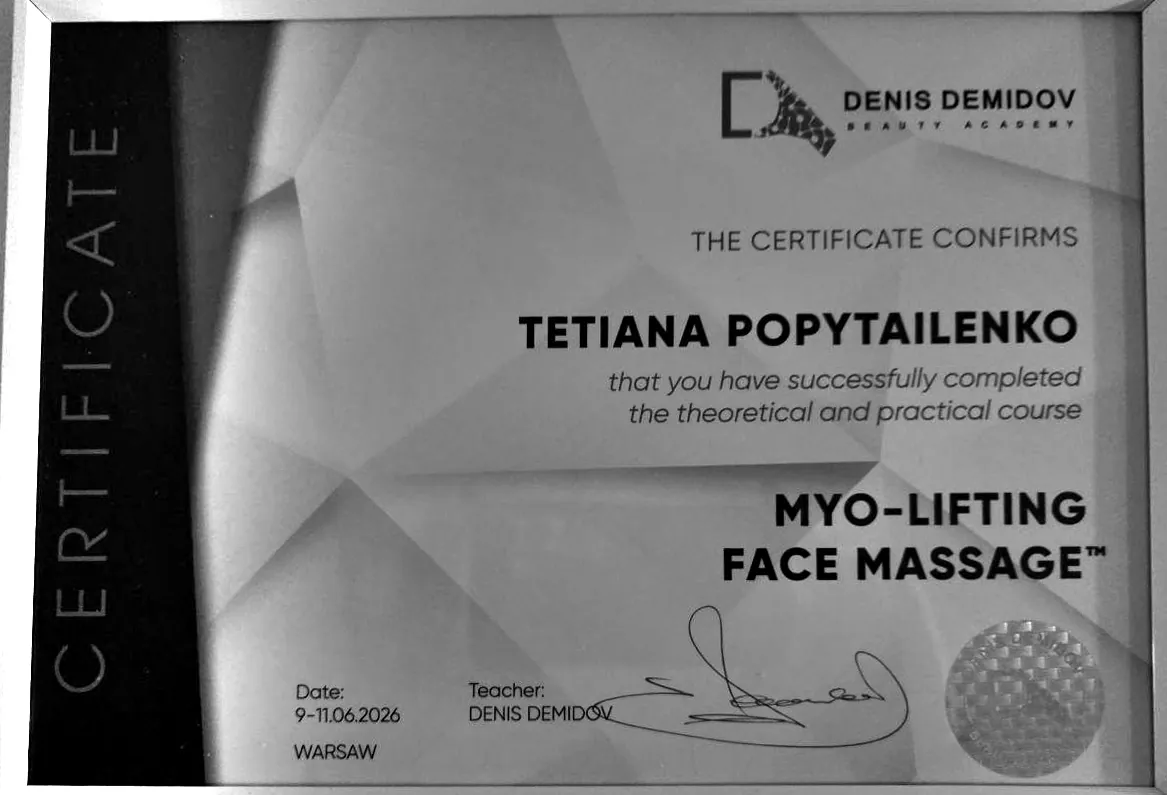 CERTIFICATE
DENIS DEMIDOV
BEAUTY ACADEMY
THE CERTIFICATE CONFIRMS
TETIANA POPYTAILENKO
that you have successfully completed
the theoretical and practical course
MYO-LIFTING
FACE MASSAGE™
Date:
9-11.06.2026
WARSAW
Teacher:
DENIS DEMIDOV